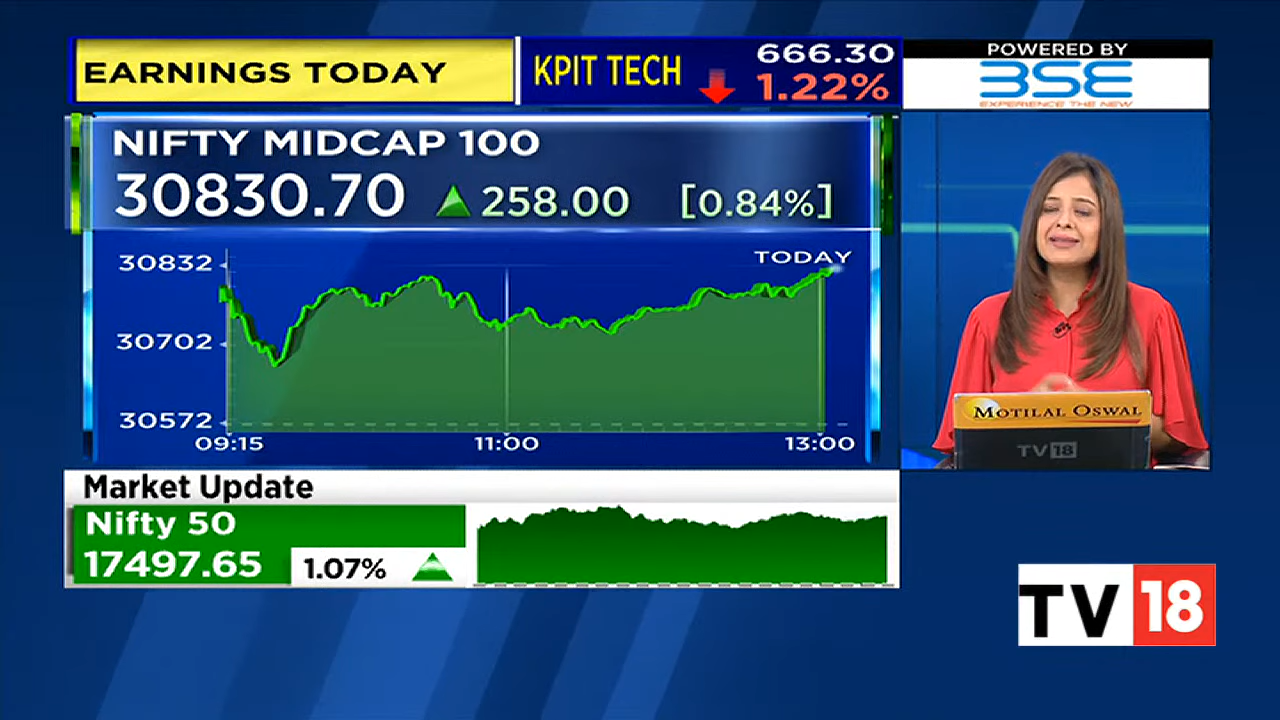 EARNINGS TODAY
KPIT TECH
666.30
1.22%
POWERED BY
BSE
EXPERIENCE THE NEW
NIFTY MIDCAP 100
30830.70 258.00 [0.84%]
TODAY
30832
30702
30572
09:15 11:00 13:00
MOTILAL OSWAL
TV18
Market Update
Nifty 50
17497.65 1.07%
TV18